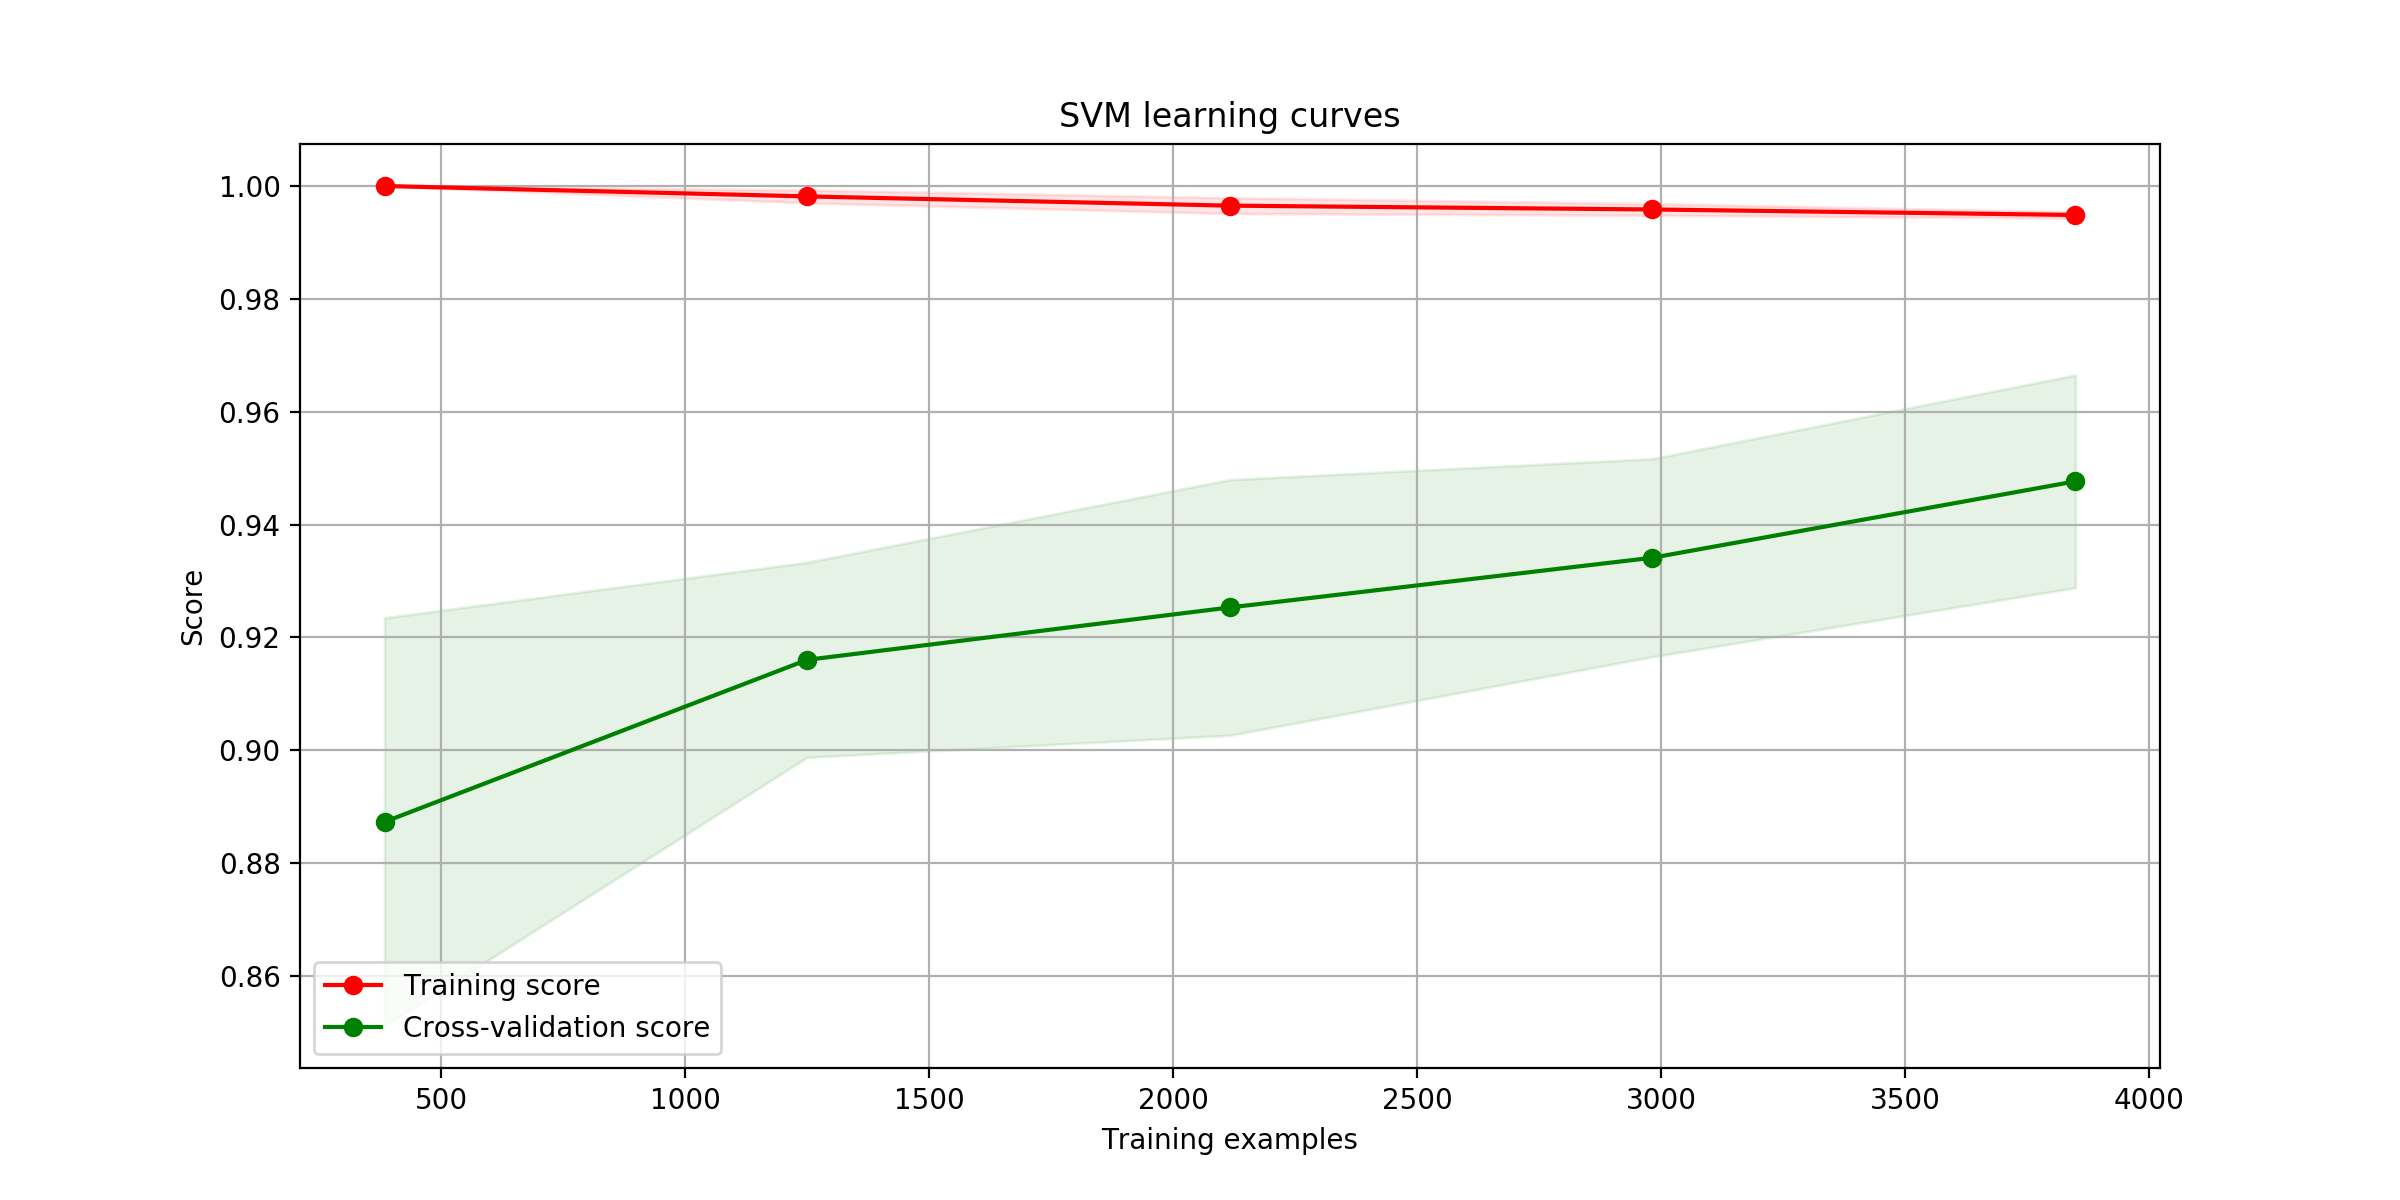 SVM learning curves
1.00
0.98
0.96
0.94
0.92
0.90
0.88
0.86
Score
Training score
Cross-validation score
500 1000 1500 2000 2500 3000 3500 4000
Training examples